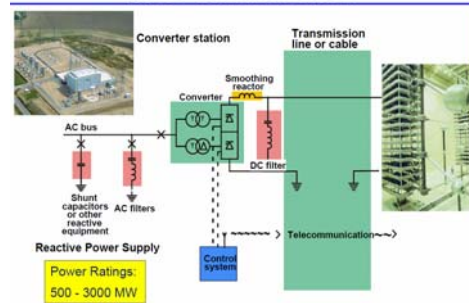 Converter station
Transmission
line or cable
Smoothing
reactor
Converter
AC bus
DC filter
Shunt
capacitors
or other
reactive
equipment
AC filters
Telecommunication
Reactive Power Supply
Control
system
Power Ratings:
500 - 3000 MW